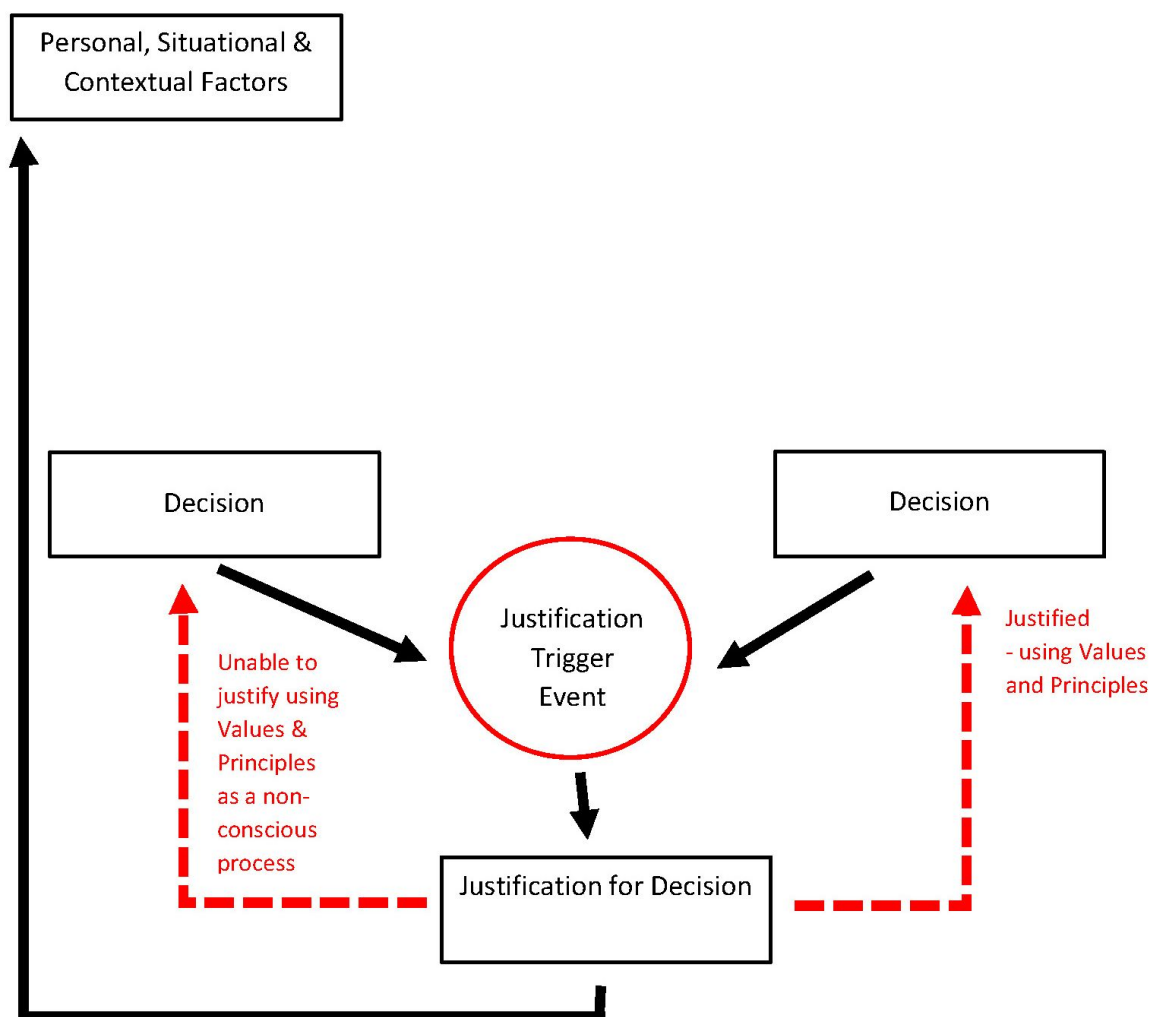 Personal, Situational &
Contextual Factors
Decision
Decision
Justification
Trigger
Event
Unable to
justify using
Values &
Principles
as a non-
conscious
process
Justified
- using Values
and Principles
Justification for Decision